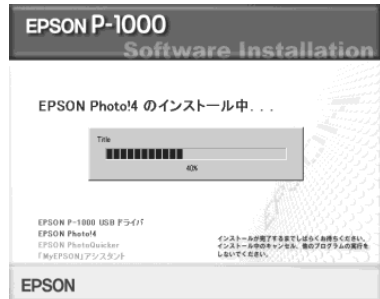 EPSON P-1000
Software Installation
EPSON Photo!4 のインストール中...
Title
40%
EPSON P-1000 USB ドライバ
EPSON Photo!4
EPSON PhotoQuicker
「MyEPSON」アシスタント
インストールが完了するまでしばらくお待ちください。
インストール中のキャンセル、他のプログラムの実行を
しないでください。
EPSON